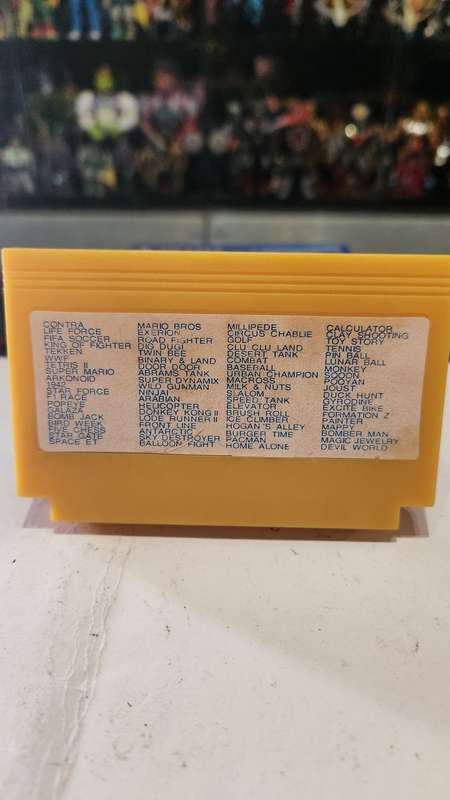 CONTRA
LIFE FORCE
FIFA SOCCER
KING OF FIGHTER
TEKKEN
WWF
TETRIS II
SUPER MARIO
ARKONOID
1942
STAR FORCE
F1 RACE
POPEYE
GALAZA
BOMB JACK
BIRD WEEK
FIVE CHESS
STAR GATE
SPACE ET
MARIO BROS
EXERION
ROAD FIGHTER
DIG DUGI
TWIN BEE
BINARY & LAND
DOOR DOOR
ABRAMS TANK
SUPER DYNAMIX
WILD GUNMAN
NINJAI
ARABIAN
HELICOPTER
DONKEY KONG II
LODE RUNNER II
FRONT LINE
ANTARCTIC
SKY DESTROYER
BALLOON FIGHT
MILLIPEDE
CIRCUS CHABLIE
GOLF
CLU CLU LAND
DESERT TANK
COMBAT
BASEBALL
URBAN CHAMPION
MACROSS
MILK & NUTS
SLALOM
SPEED TANK
ELEVATOR
BRUSH ROLL
ICE CLIMBER
HOGAN'S ALLEY
BURGER TIME
PACMAN
HOME ALONE
CALCULATOR
CLAY SHOOTING
TOY STORY
TENNIS
PIN BALL
LUNAR BALL
MONKEY
SQOON
POOYAN
JOUST
DUCK HUNT
GYRODINE
EXCITE BIKE
FORMATION Z
PAINTER
MAPPY
BOMBER MAN
MAGIC JEWELRY
DEVIL WORLD